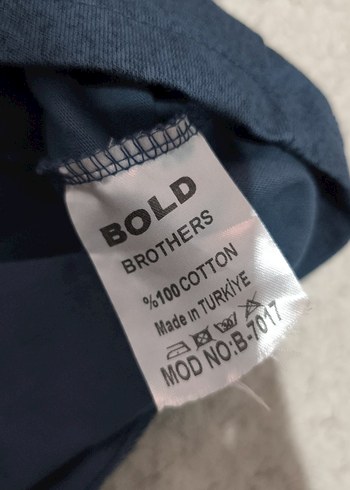 BOLD
BROTHERS
%100 COTTON
Made in TURKİYE
MOD NO:B-7017